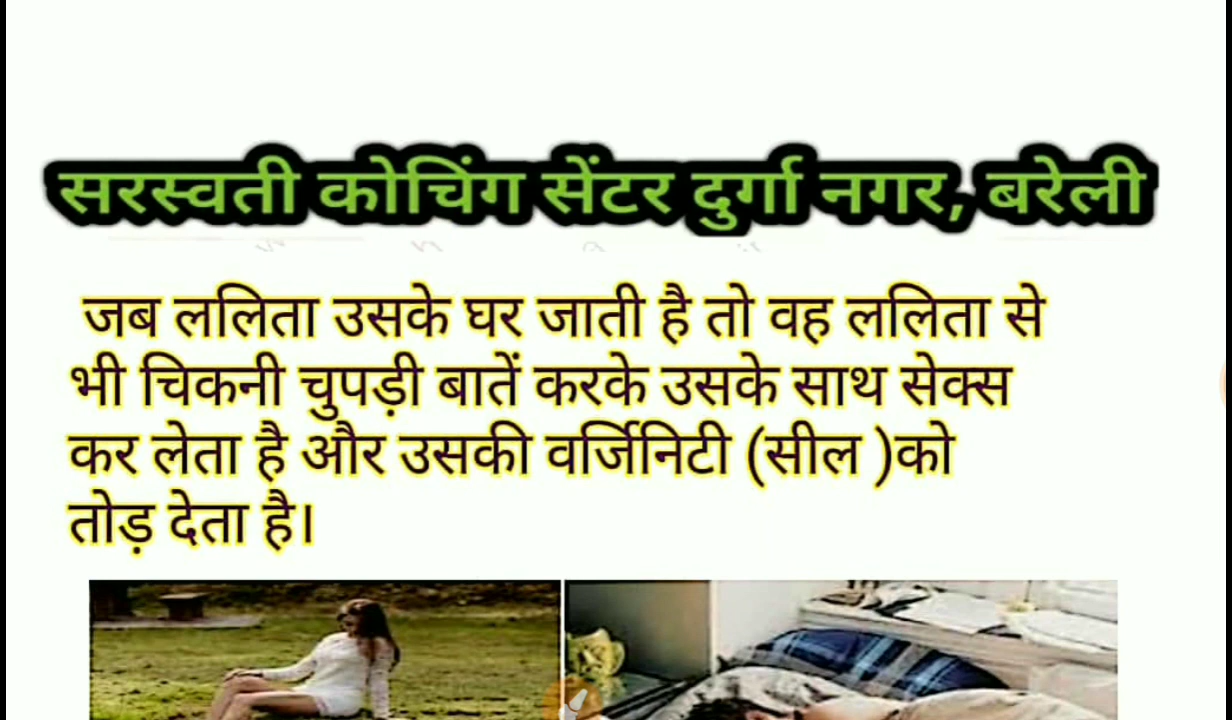 सरस्वती कोचिंग सेंटर दुर्गा नगर, बरेली
जब ललिता उसके घर जाती है तो वह ललिता से
भी चिकनी चुपड़ी बातें करके उसके साथ सेक्स
कर लेता है और उसकी वर्जिनिटी (सील )को
तोड़ देता है।